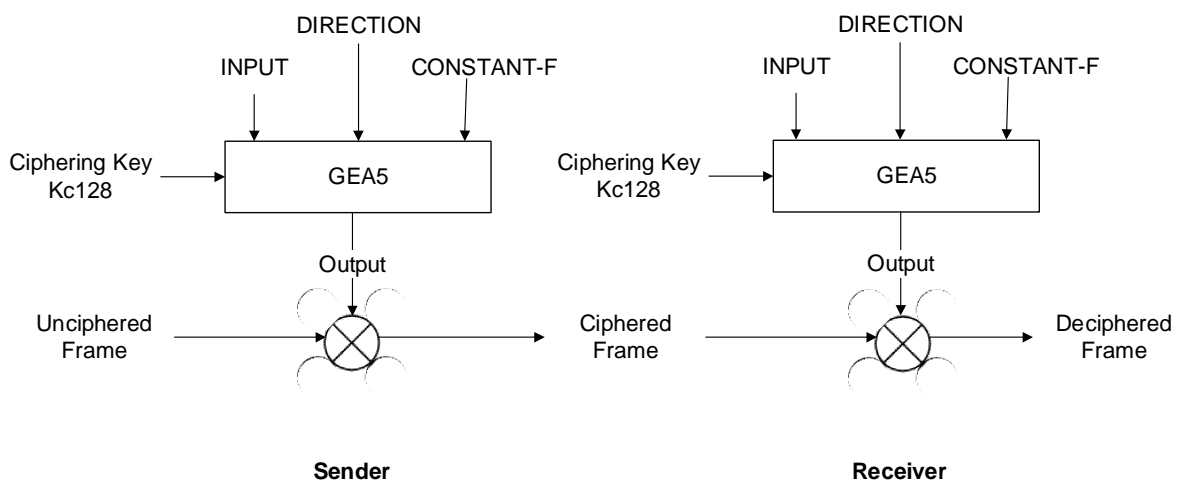 DIRECTION
INPUT
CONSTANT-F
Ciphering Key
Kc128
GEA5
Output
Unciphered
Frame
Sender
DIRECTION
INPUT
CONSTANT-F
Ciphering Key
Kc128
GEA5
Output
Ciphered
Frame
Deciphered
Frame
Receiver